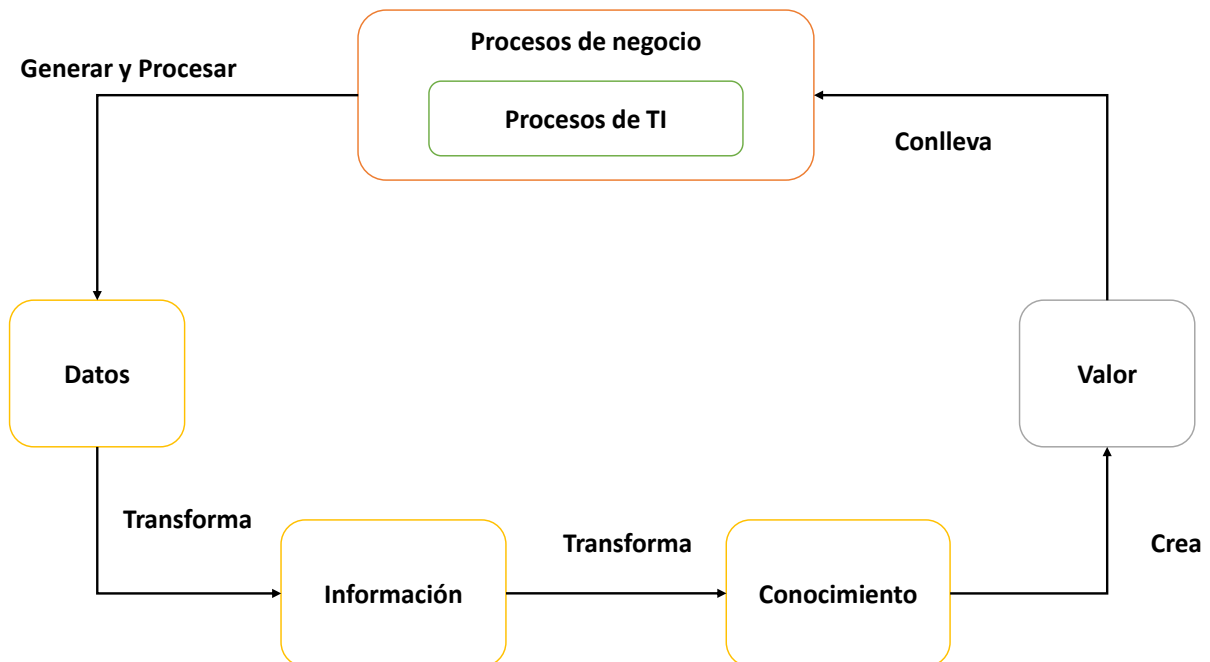 Procesos de negocio
Generar y Procesar
Procesos de TI
Conlleva
Datos
Valor
Transforma
Transforma
Crea
Información
Conocimiento